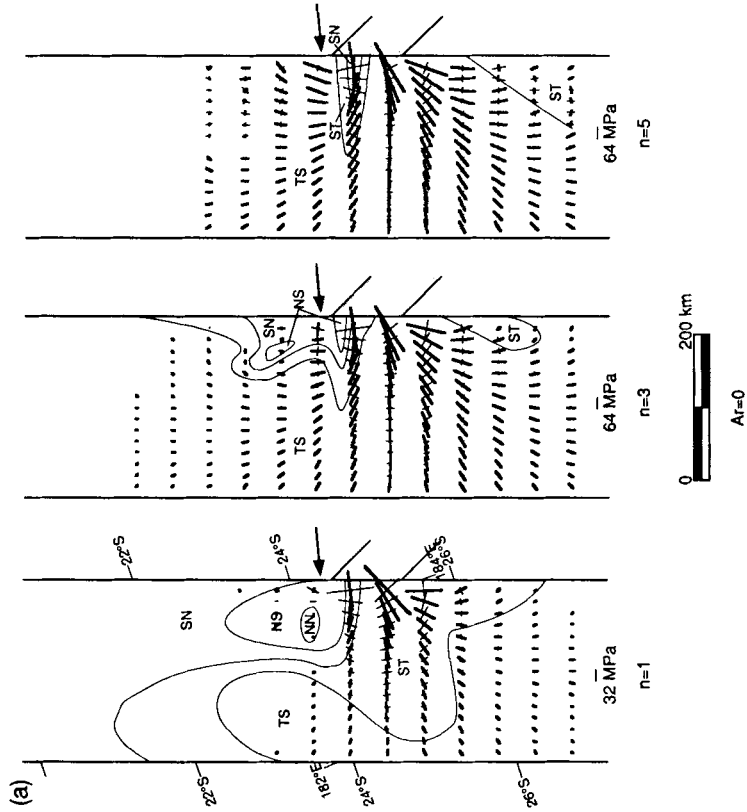 (a)
22°S
182°E
24°S
26°S
TS
SN
NS
NN
ST
22°S
24°S
184°E
26°S
32 MPa
n=1
TS
SN
NS
ST
64 MPa
n=3
TS
ST
SN
ST
64 MPa
n=5
0 200 km
Ar=0